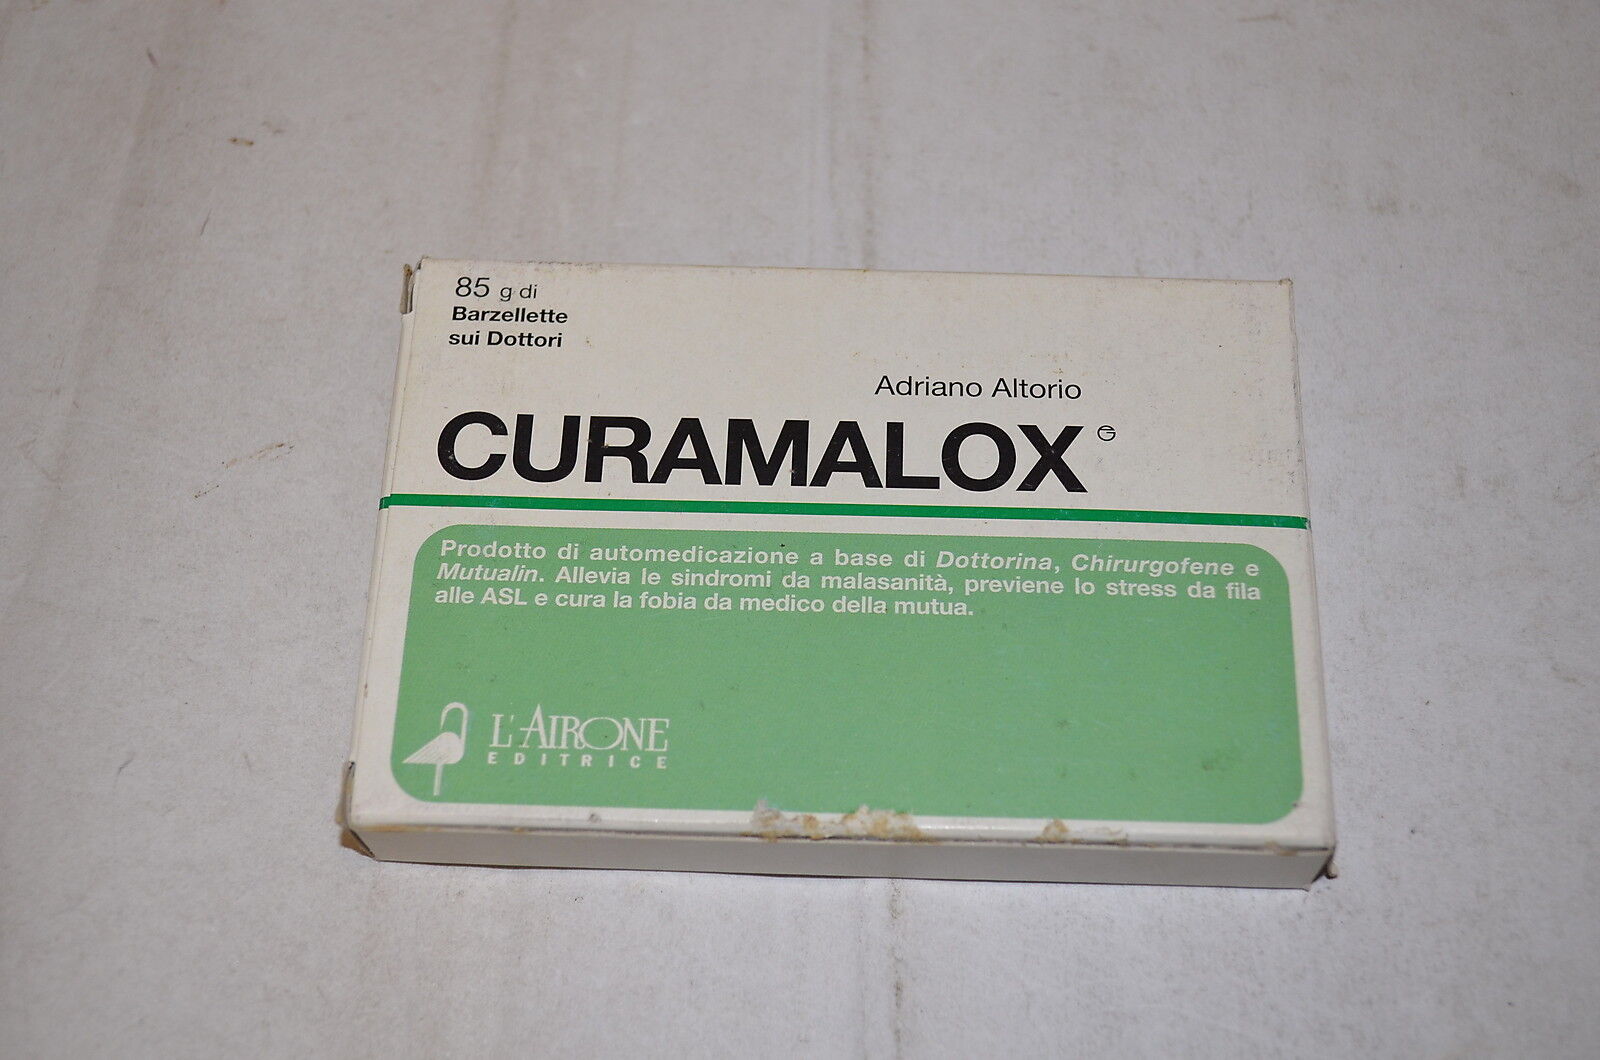 85 g di
Barzellette
sui Dottori
Adriano Altorio
CURAMALOX
Prodotto di automedicazione a base di Dottorina, Chirurgofene e
Mutualin. Allevia le sindromi da malasanità, previene lo stress da fila
alle ASL e cura la fobia da medico della mutua.
L'AIRONE
EDITRICE